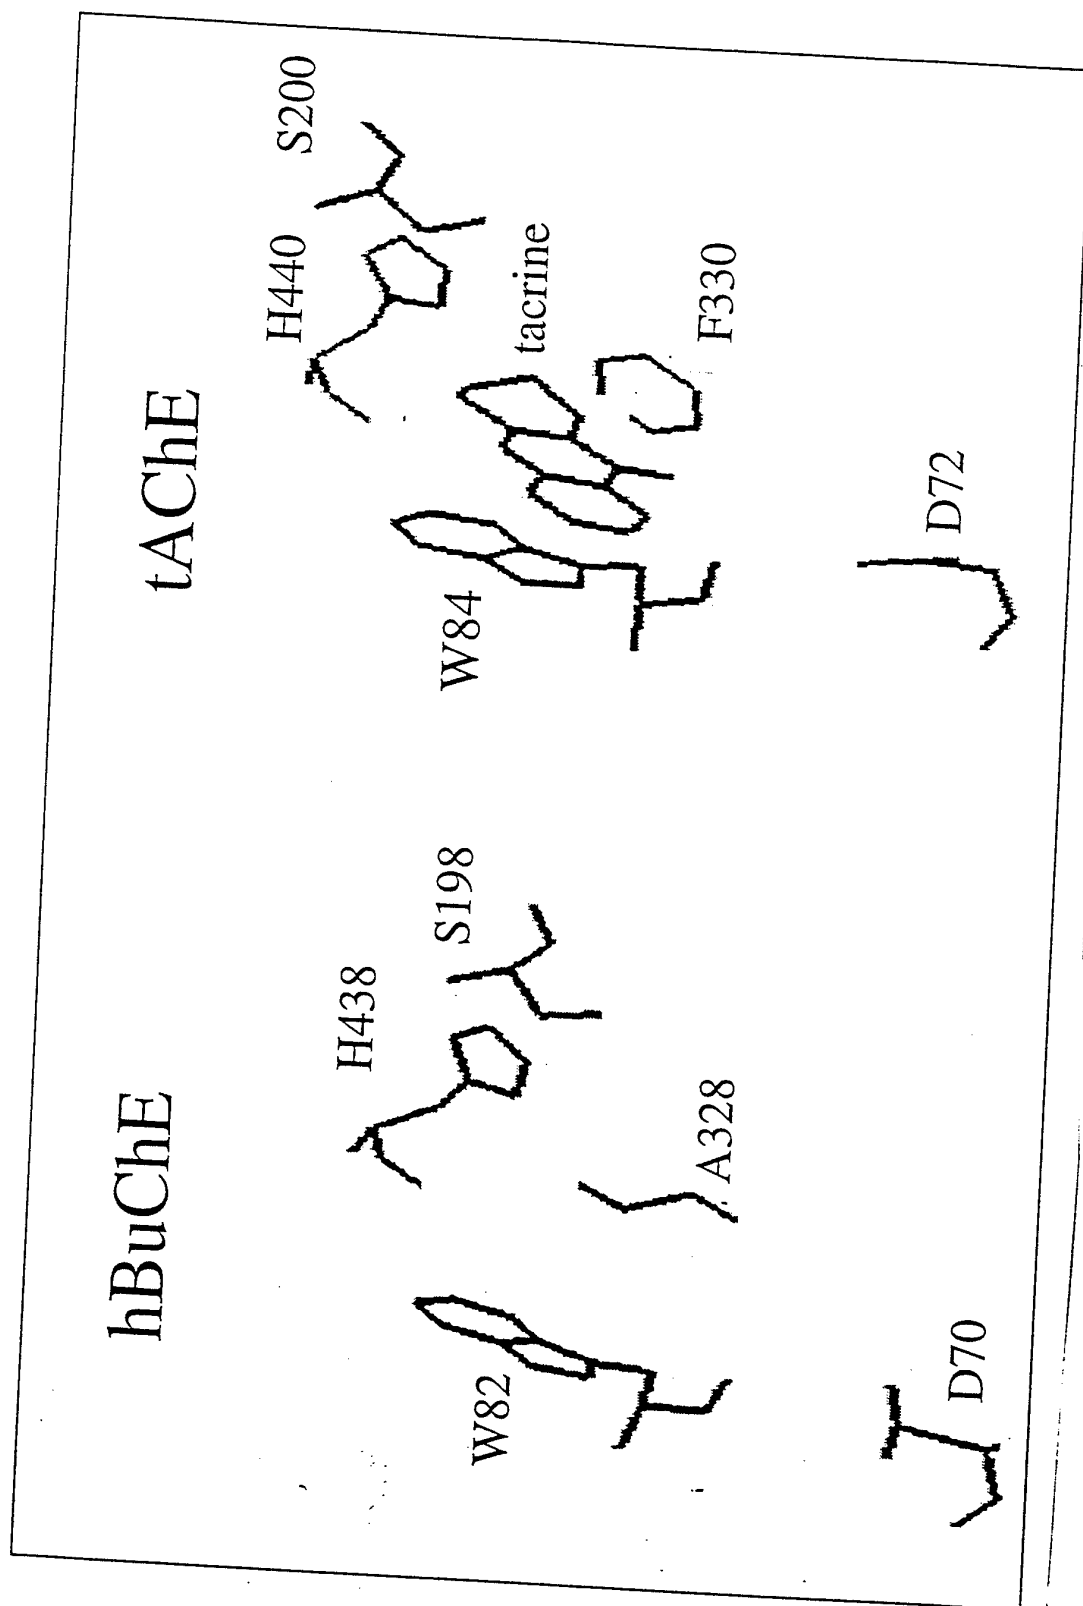 hBuChE
tAChE
H438
S198
W82
A328
D70
H440
S200
W84
tacrine
F330
D72